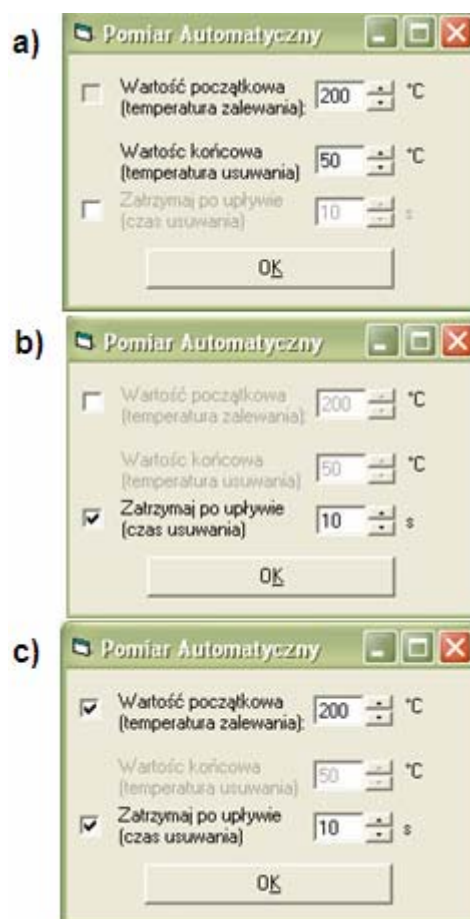 a)
Pomiar Automatyczny
Wartość początkowa
(temperatura zalewania):
200
°C
Wartośc końcowa
(temperatura usuwania)
50
°C
Zatrzymaj po upływie
(czas usuwania)
10
s
OK
b)
Pomiar Automatyczny
Wartość początkowa
(temperatura zalewania):
200
°C
Wartośc końcowa
(temperatura usuwania)
50
°C
Zatrzymaj po upływie
(czas usuwania)
10
s
OK
c)
Pomiar Automatyczny
Wartość początkowa
(temperatura zalewania):
200
°C
Wartośc końcowa
(temperatura usuwania)
50
°C
Zatrzymaj po upływie
(czas usuwania)
10
s
OK